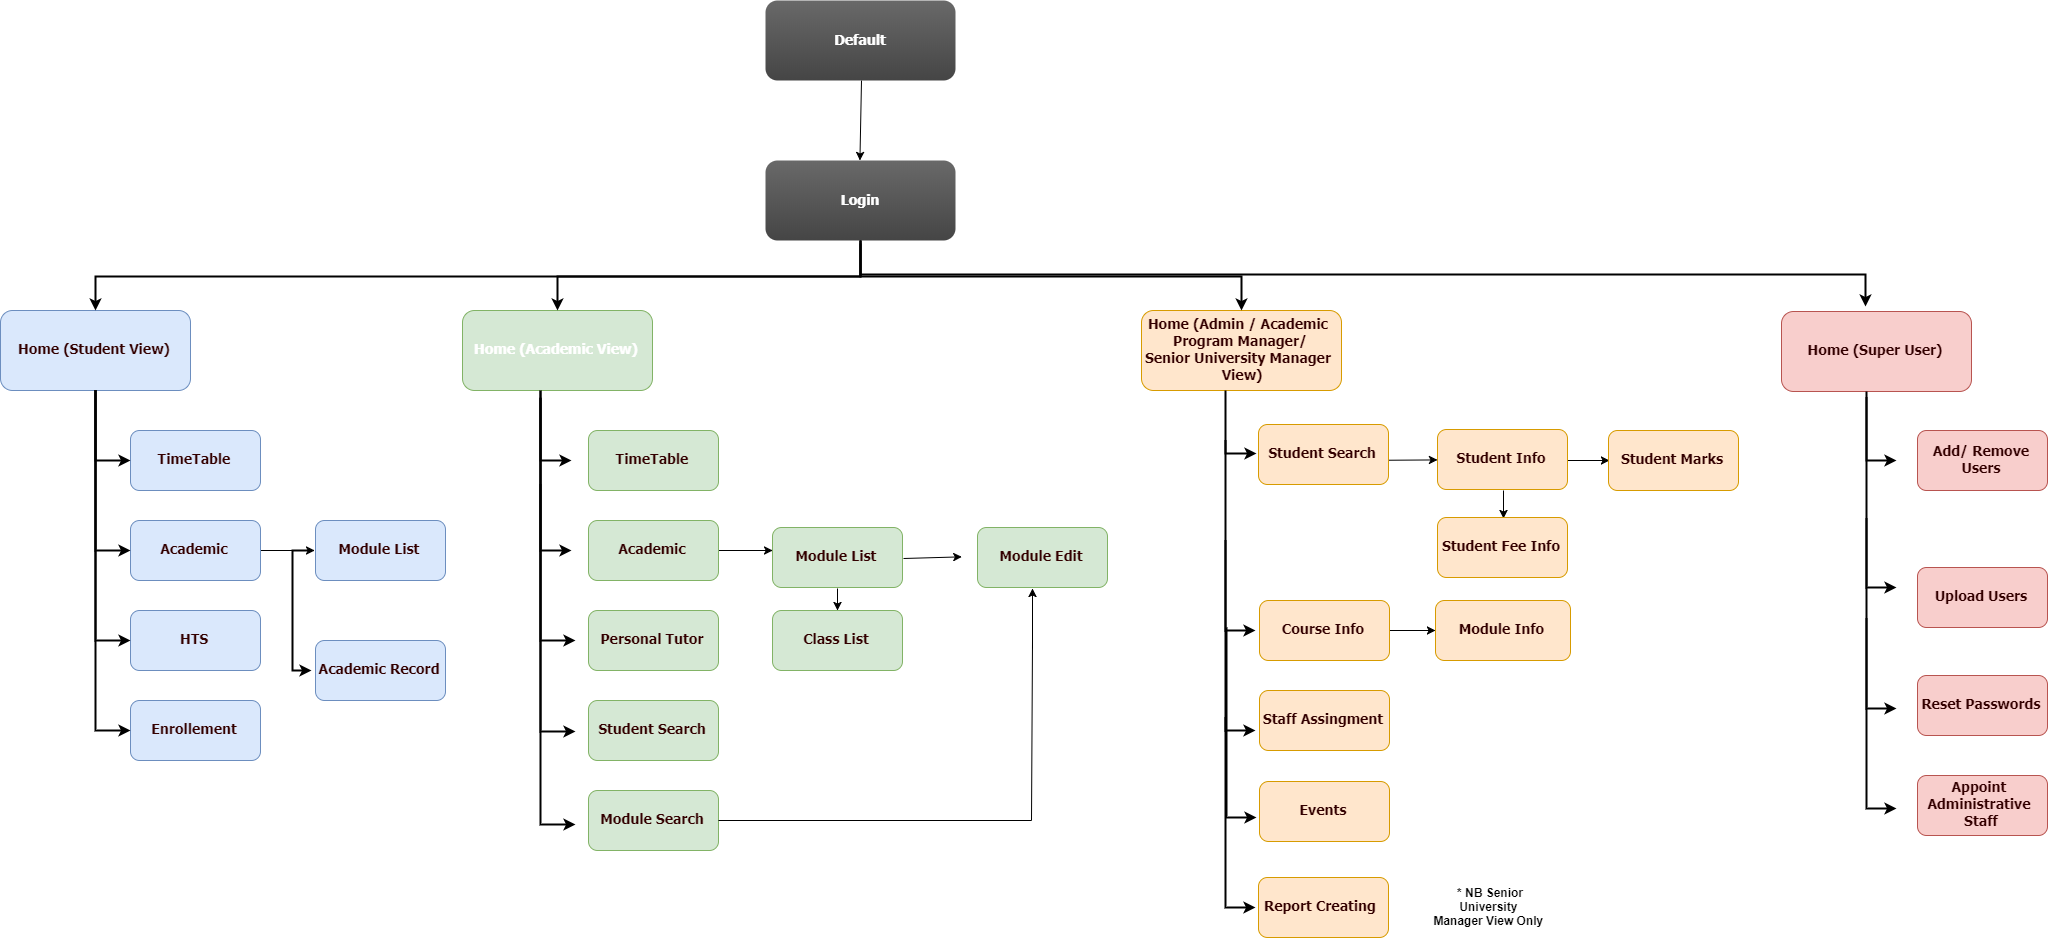 Default
Login
Home (Student View)
Home (Academic View)
Home (Admin / Academic
Program Manager/
Senior University Manager
View)
Home (Super User)
TimeTable
Academic
Module List
HTS
Academic Record
Enrollement
TimeTable
Academic
Module List
Module Edit
Personal Tutor
Class List
Student Search
Module Search
Student Search
Student Info
Student Marks
Student Fee Info
Course Info
Module Info
Staff Assingment
Events
Report Creating
* NB Senior
University
Manager View Only
Add/ Remove
Users
Upload Users
Reset Passwords
Appoint
Administrative
Staff